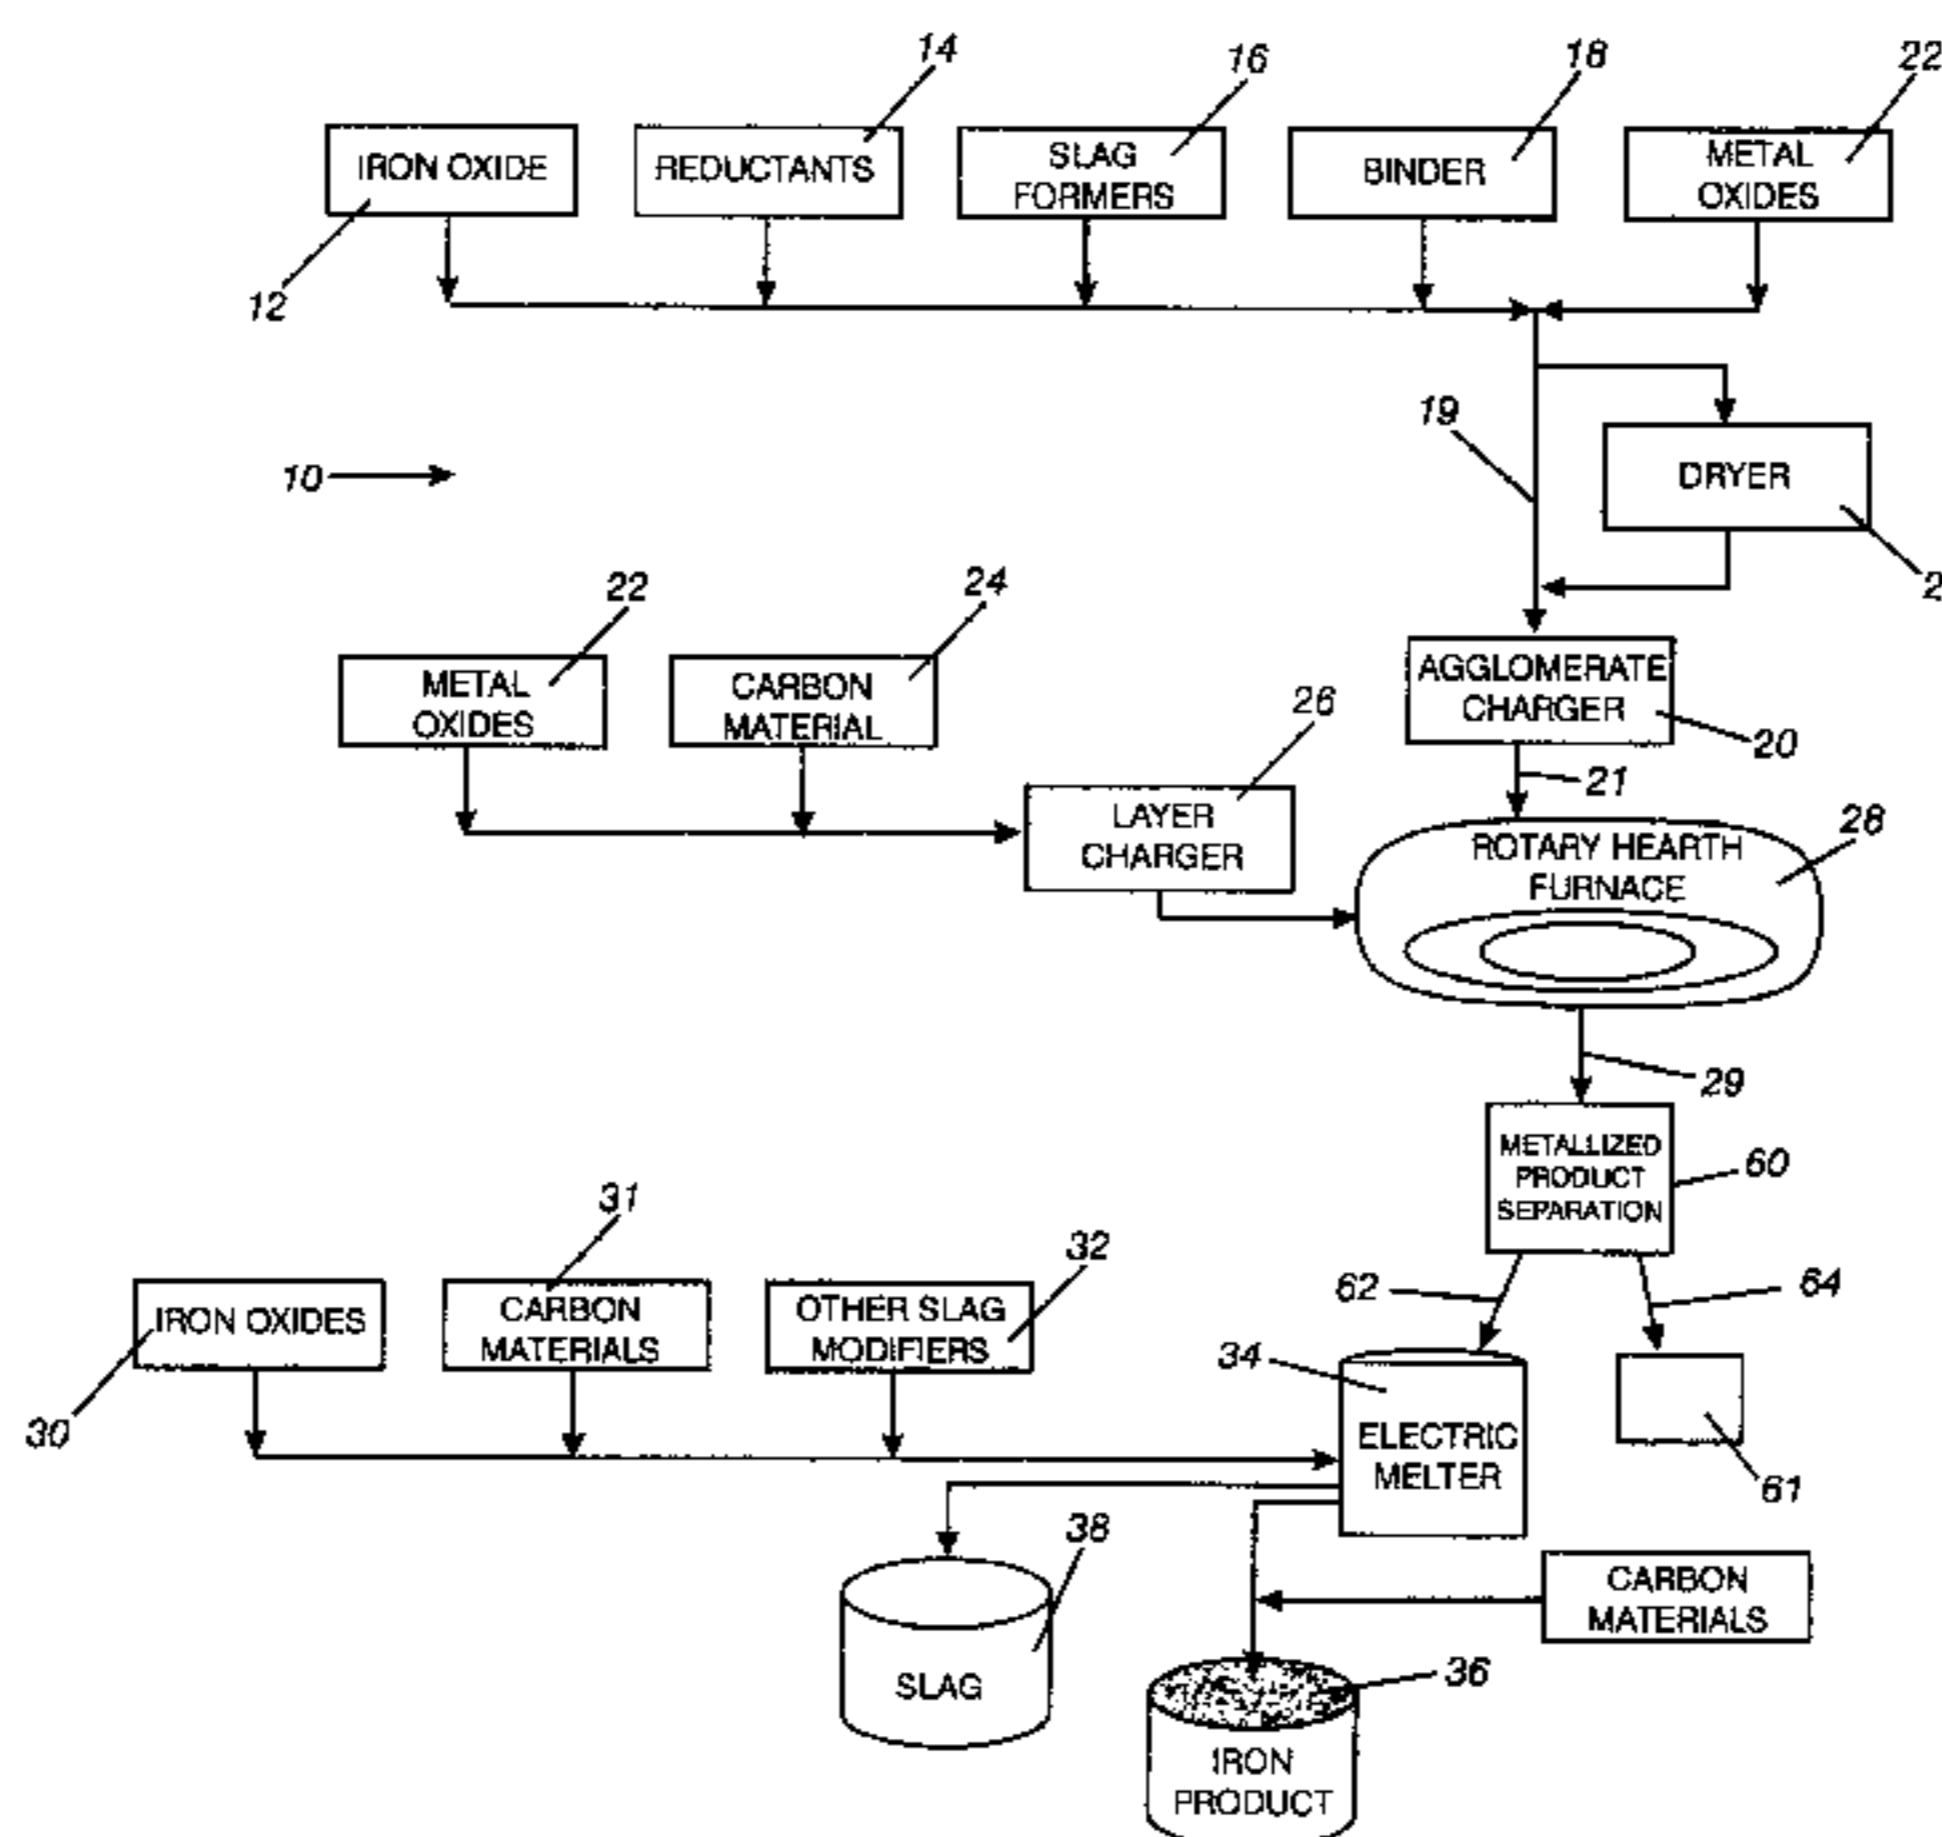 14
16
18
22
IRON OXIDE
REDUCTANTS
SLAG
FORMERS
BINDER
METAL
OXIDES
12
19
10
DRYER
2
22
24
METAL
OXIDES
CARBON
MATERIAL
AGGLOMERATE
CHARGER
20
26
21
LAYER
CHARGER
28
ROTARY HEARTH
FURNACE
29
METALLIZED
PRODUCT
SEPARATION
60
31
32
62
64
IRON OXIDES
CARBON
MATERIALS
OTHER SLAG
MODIFIERS
30
34
ELECTRIC
MELTER
61
38
CARBON
MATERIALS
SLAG
36
IRON
PRODUCT